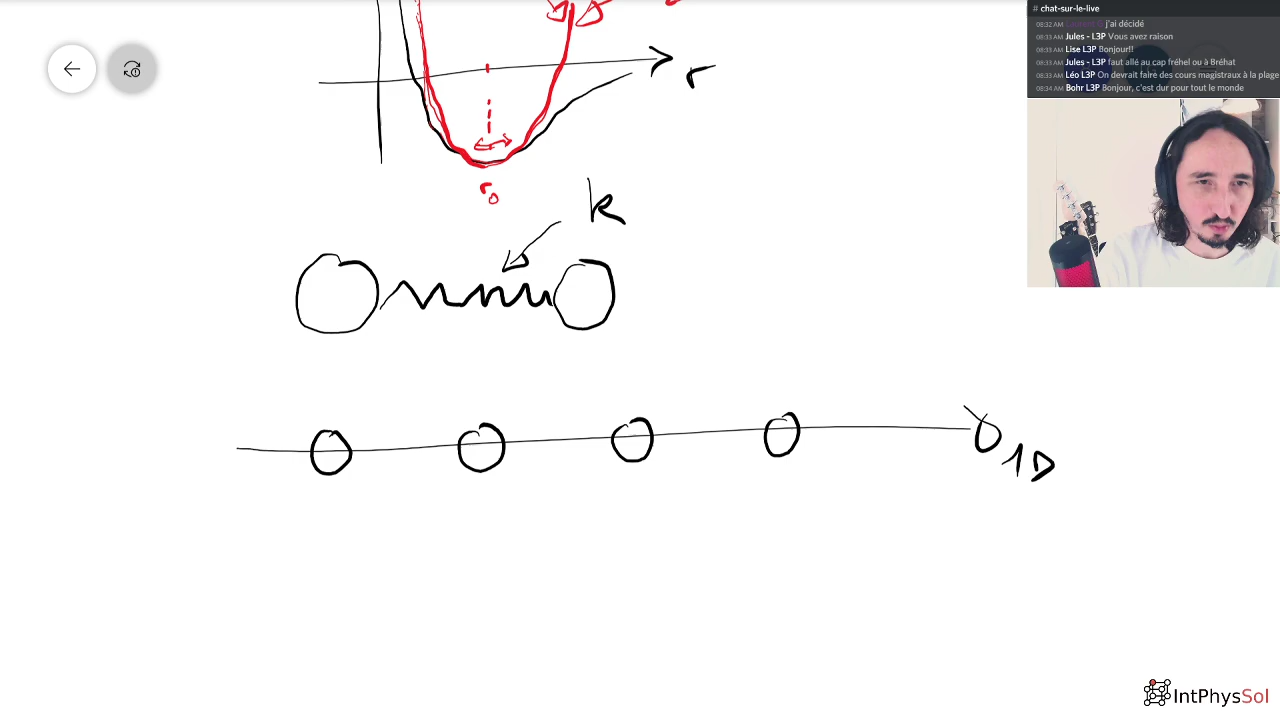 # chat-sur-le-live
08:32 AM j'ai décidé
08:33 AM Jules - L3P Vous avez raison
08:33 AM Lise L3P Bonjour!!
08:33 AM Jules - L3P faut allé au cap fréhel ou à Bréhat
08:33 AM Léo L3P On devrait faire des cours magistraux à la plage
08:34 AM Bohr L3P Bonjour, c'est dur pour tout le monde
r
r₀
k
1D
IntPhysSol